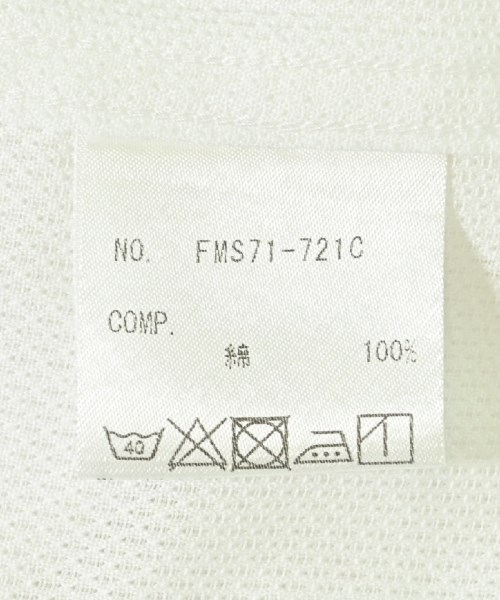 NO. FMS71-721C
COMP.
綿 100%
40